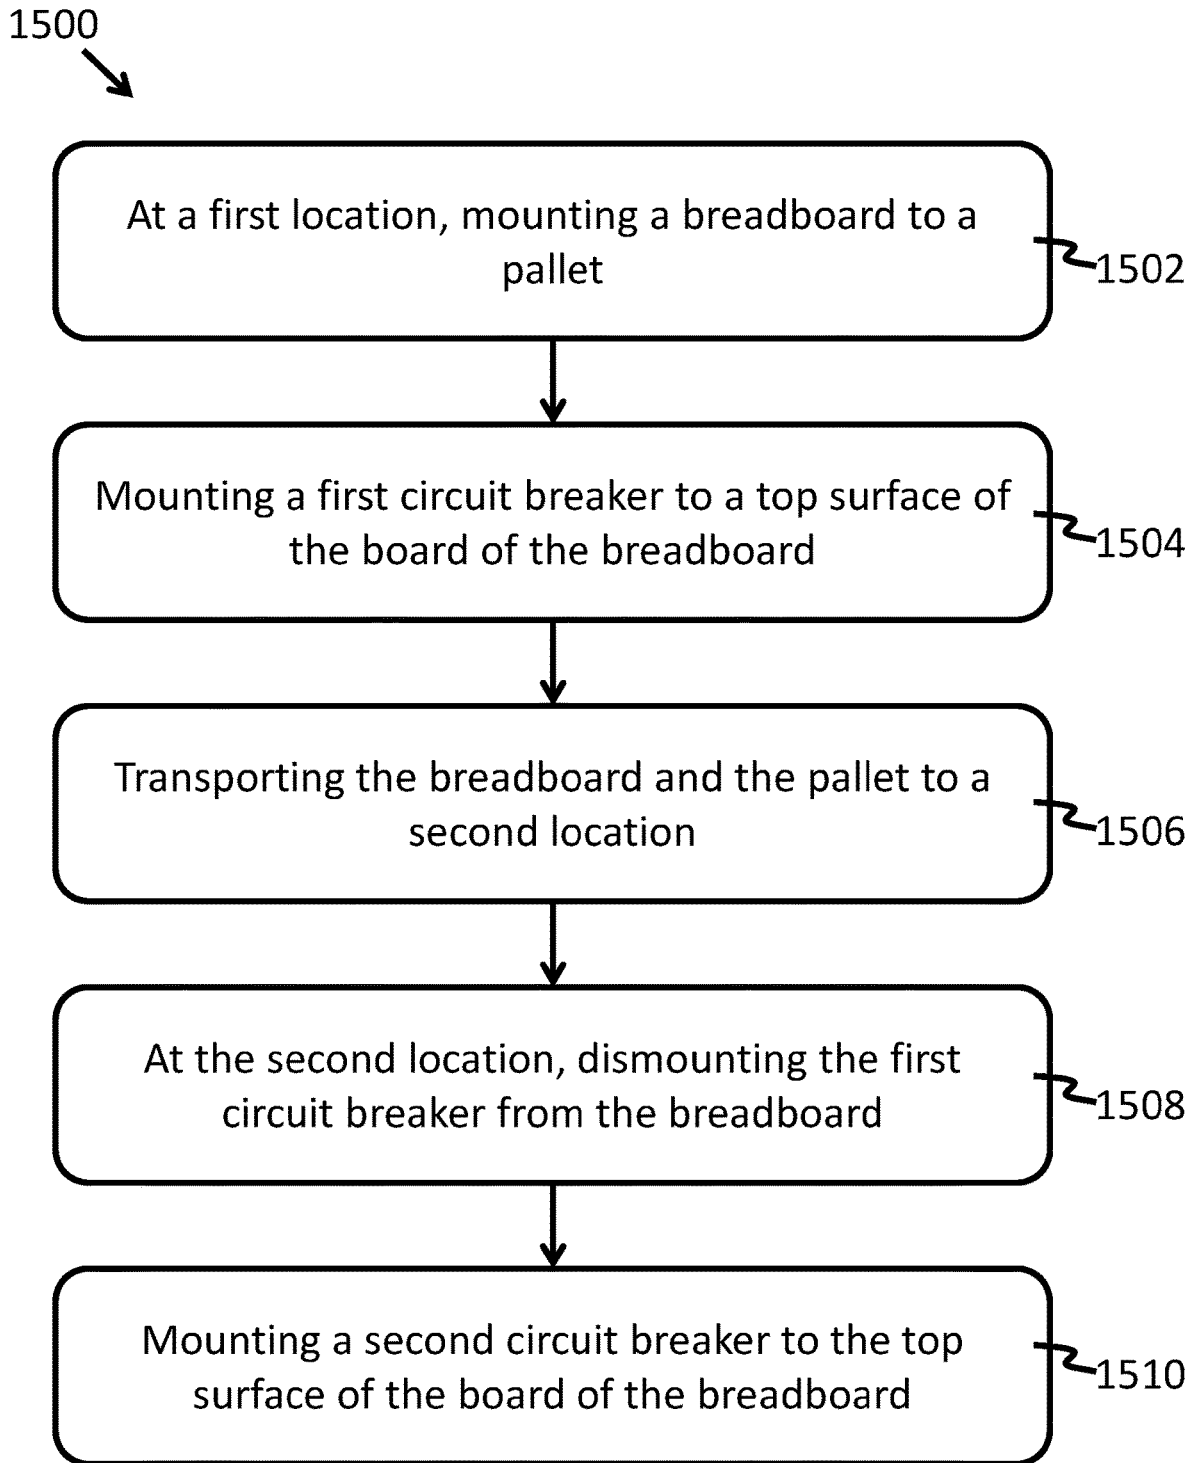 1500
At a first location, mounting a breadboard to a
pallet
1502
Mounting a first circuit breaker to a top surface of
the board of the breadboard
1504
Transporting the breadboard and the pallet to a
second location
1506
At the second location, dismounting the first
circuit breaker from the breadboard
1508
Mounting a second circuit breaker to the top
surface of the board of the breadboard
1510